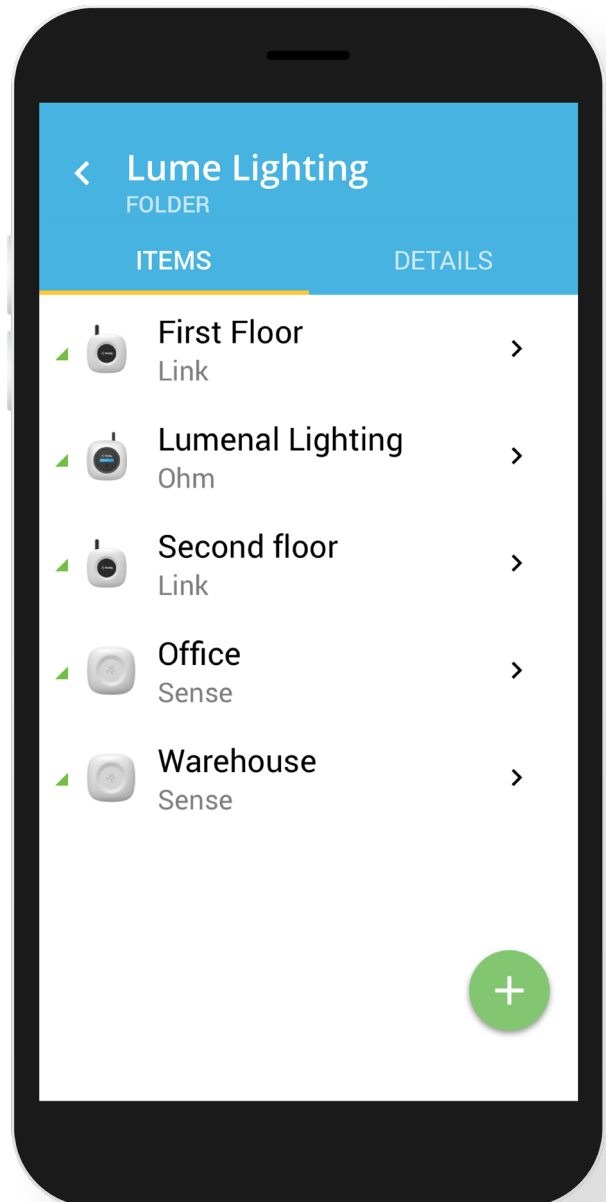 Lume Lighting
FOLDER
ITEMS DETAILS
First Floor
Link
Lumenal Lighting
Ohm
Second floor
Link
Office
Sense
Warehouse
Sense